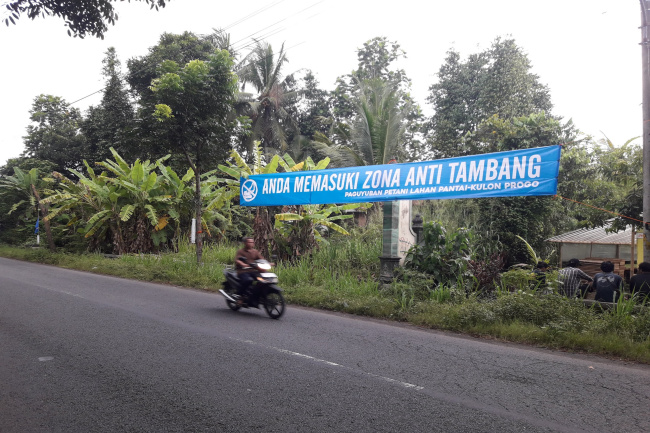 ANDA MEMASUKI ZONA ANTI TAMBANG
PAGUYUBAN PETANI LAHAN PANTAI-KULON PROGO